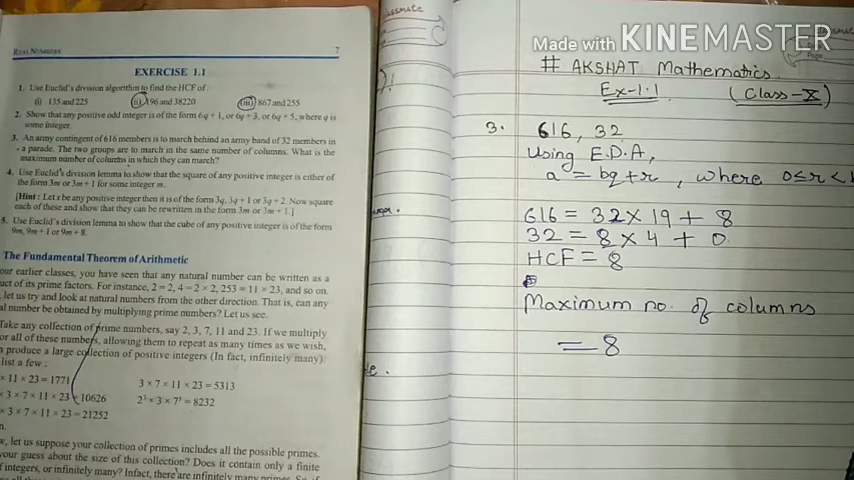 REAL NUMBERS 7
EXERCISE 1.1
1. Use Euclid's division algorithm to find the HCF of :
(i) 135 and 225 (ii) 196 and 38220 (iii) 867 and 255
2. Show that any positive odd integer is of the form 6q + 1, or 6q + 3, or 6q + 5, where q is
some integer.
3. An army contingent of 616 members is to march behind an army band of 32 members in
a parade. The two groups are to march in the same number of columns. What is the
maximum number of columns in which they can march?
4. Use Euclid's division lemma to show that the square of any positive integer is either of
the form 3m or 3m + 1 for some integer m.
[Hint : Let x be any positive integer then it is of the form 3q, 3q + 1 or 3q + 2. Now square
each of these and show that they can be rewritten in the form 3m or 3m + 1.]
5. Use Euclid's division lemma to show that the cube of any positive integer is of the form
9m, 9m + 1 or 9m + 8.
The Fundamental Theorem of Arithmetic
our earlier classes, you have seen that any natural number can be written as a
uct of its prime factors. For instance, 2 = 2, 4 = 2 × 2, 253 = 11 × 23, and so on.
let us try and look at natural numbers from the other direction. That is, can any
al number be obtained by multiplying prime numbers? Let us see.
Take any collection of prime numbers, say 2, 3, 7, 11 and 23. If we multiply
or all of these numbers, allowing them to repeat as many times as we wish,
produce a large collection of positive integers (In fact, infinitely many)
list a few :
× 11 × 23 = 1771 3 × 7 × 11 × 23 = 5313
× 3 × 7 × 11 × 23 = 10626 2³ × 3 × 7³ = 8232
× 3 × 7 × 11 × 23 = 21252
n.
w, let us suppose your collection of primes includes all the possible primes.
your guess about the size of this collection? Does it contain only a finite
f integers, or infinitely many? Infact, there are infinitely many primes. So, if
Made with KINEMASTER
# AKSHAT Mathematics
Ex-1.1 (Class-X)
3. 616, 32
Using E.D.A,
a = bq+r, where 0≤r<b
616 = 32 × 19 + 8
32 = 8 × 4 + 0
HCF = 8
Maximum no. of columns
= 8